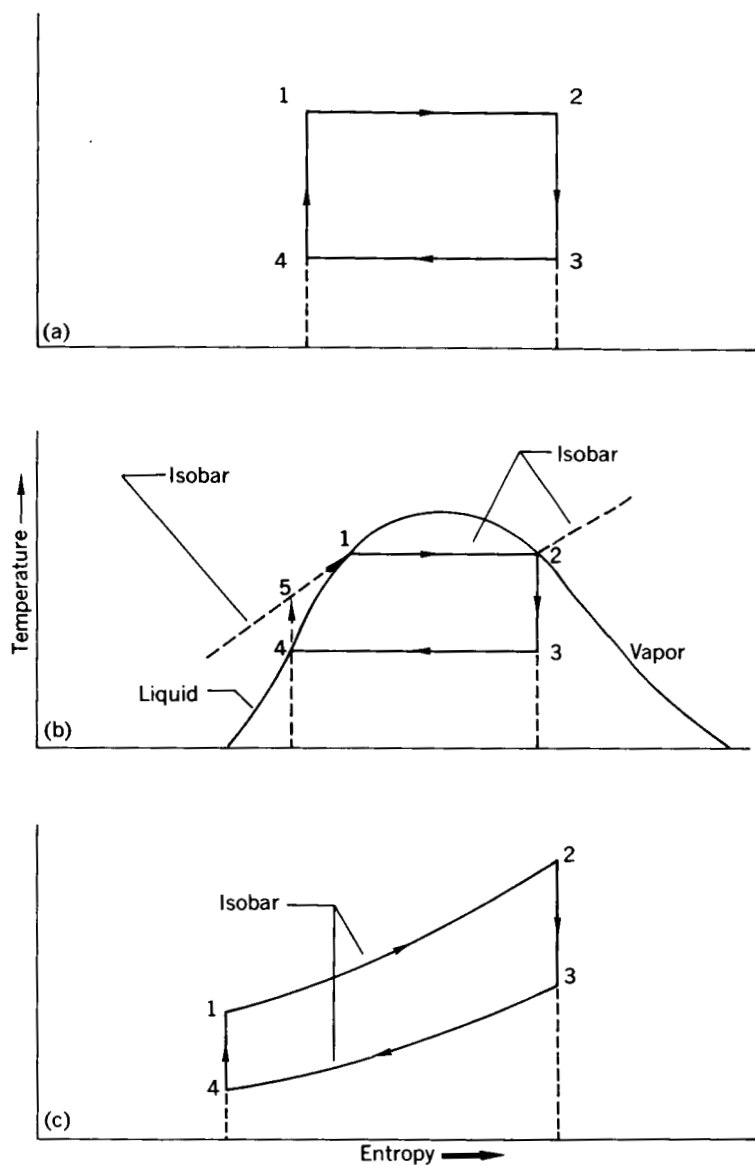 1 2
4 3
(a)
Isobar Isobar
1 2
5
4 3
Vapor
Liquid
(b)
Temperature
2
Isobar
3
1
4
(c)
Entropy